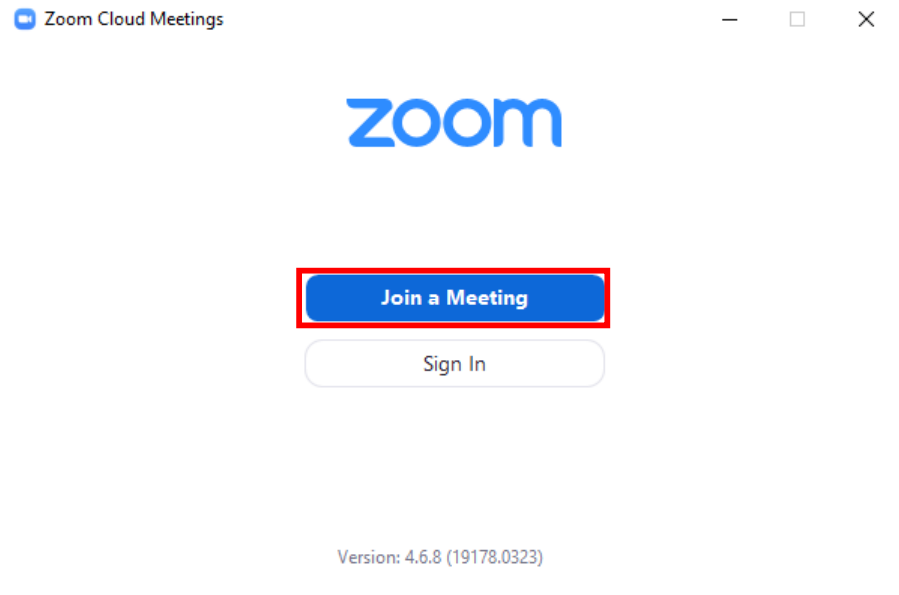 Zoom Cloud Meetings
zoom
Join a Meeting
Sign In
Version: 4.6.8 (19178.0323)